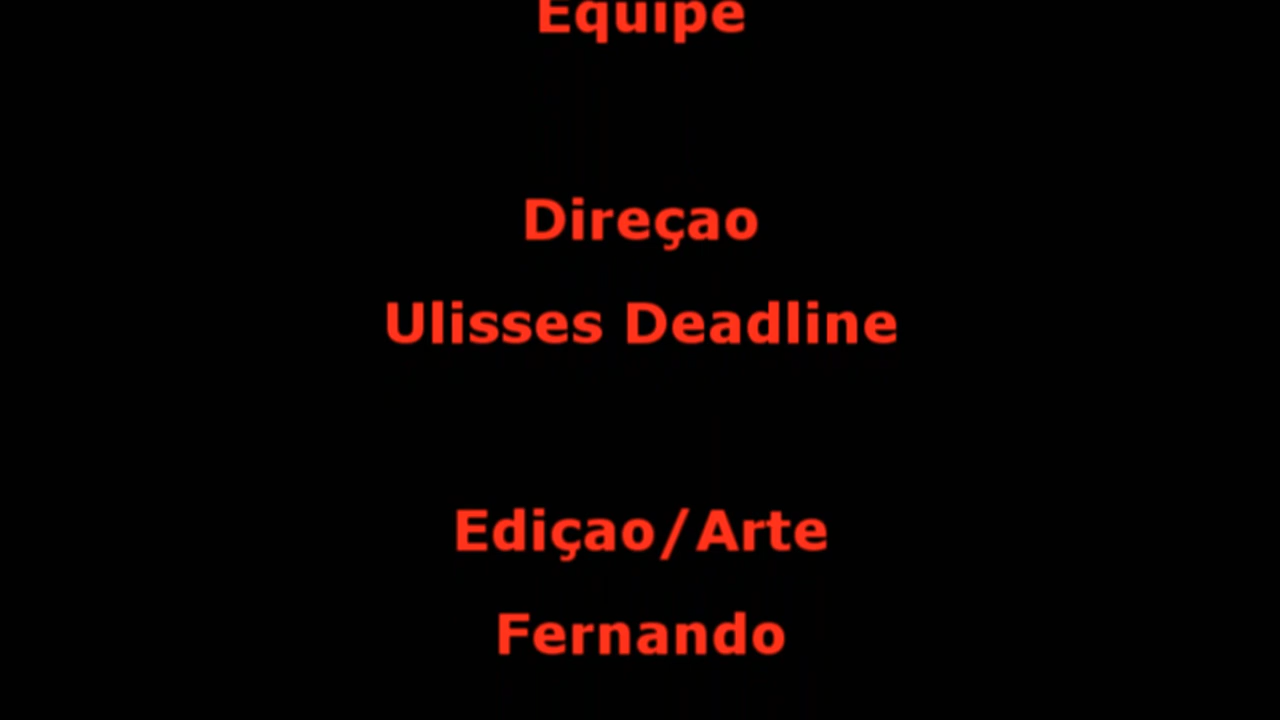 Equipe
Direçao
Ulisses Deadline
Ediçao/Arte
Fernando